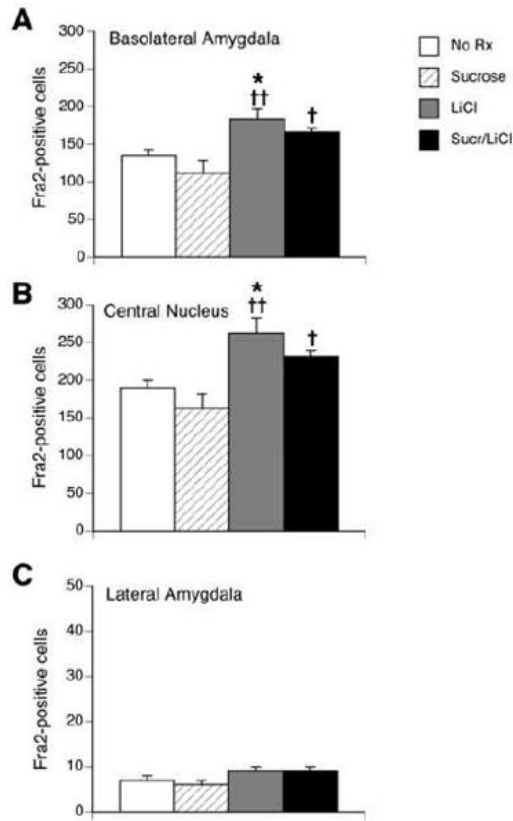 A
Basolateral Amygdala
Fra2-positive cells
300
250
200
150
100
50
0
*
††
†
No Rx
Sucrose
LiCl
Sucr/LiCl
B
Central Nucleus
Fra2-positive cells
300
250
200
150
100
50
0
*
††
†
C
Lateral Amygdala
Fra2-positive cells
50
40
30
20
10
0